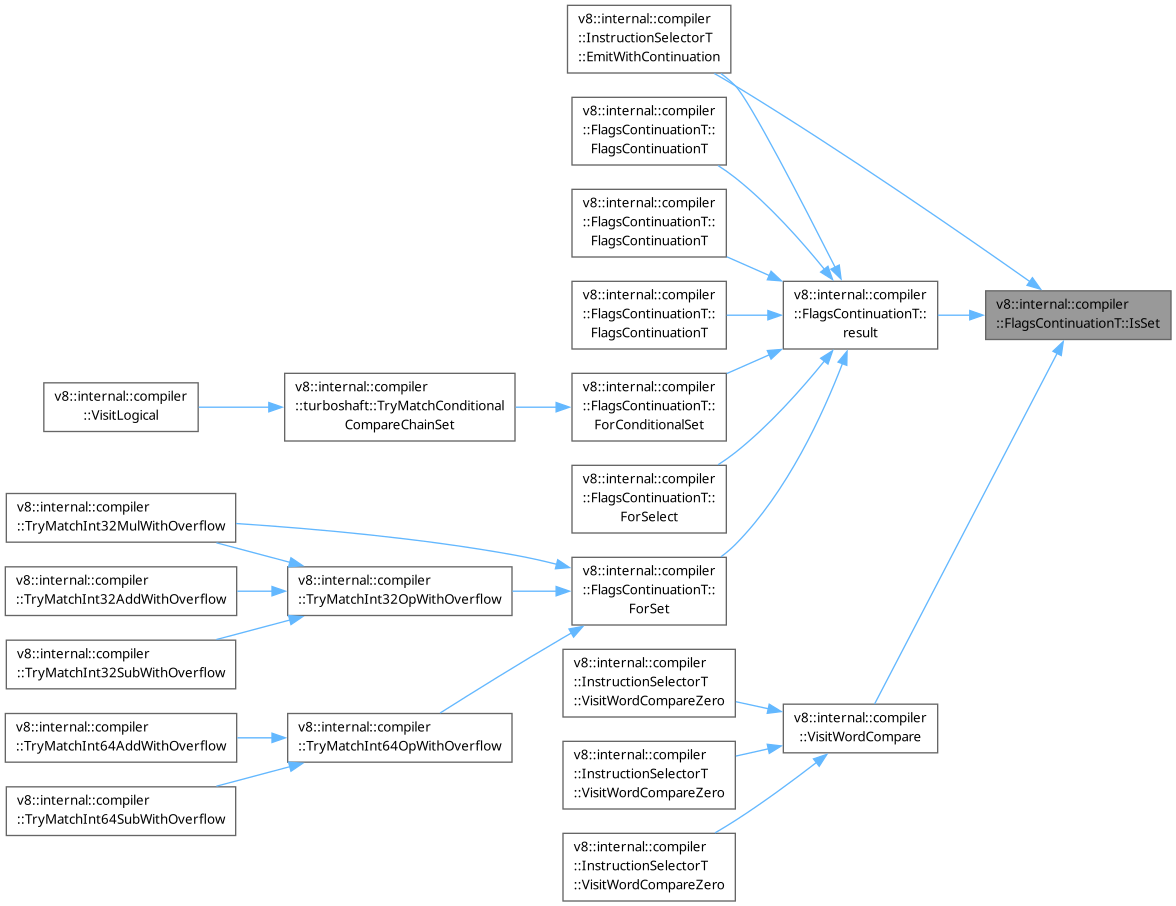 v8::internal::compiler
::InstructionSelectorT
::EmitWithContinuation
v8::internal::compiler
::FlagsContinuationT::
FlagsContinuationT
v8::internal::compiler
::FlagsContinuationT::
FlagsContinuationT
v8::internal::compiler
::FlagsContinuationT::
FlagsContinuationT
v8::internal::compiler
::FlagsContinuationT::
result
v8::internal::compiler
::FlagsContinuationT::IsSet
v8::internal::compiler
::VisitLogical
v8::internal::compiler
::turboshaft::TryMatchConditional
CompareChainSet
v8::internal::compiler
::FlagsContinuationT::
ForConditionalSet
v8::internal::compiler
::FlagsContinuationT::
ForSelect
v8::internal::compiler
::TryMatchInt32MulWithOverflow
v8::internal::compiler
::TryMatchInt32AddWithOverflow
v8::internal::compiler
::TryMatchInt32OpWithOverflow
v8::internal::compiler
::FlagsContinuationT::
ForSet
v8::internal::compiler
::TryMatchInt32SubWithOverflow
v8::internal::compiler
::InstructionSelectorT
::VisitWordCompareZero
v8::internal::compiler
::TryMatchInt64AddWithOverflow
v8::internal::compiler
::TryMatchInt64OpWithOverflow
v8::internal::compiler
::VisitWordCompare
v8::internal::compiler
::InstructionSelectorT
::VisitWordCompareZero
v8::internal::compiler
::TryMatchInt64SubWithOverflow
v8::internal::compiler
::InstructionSelectorT
::VisitWordCompareZero